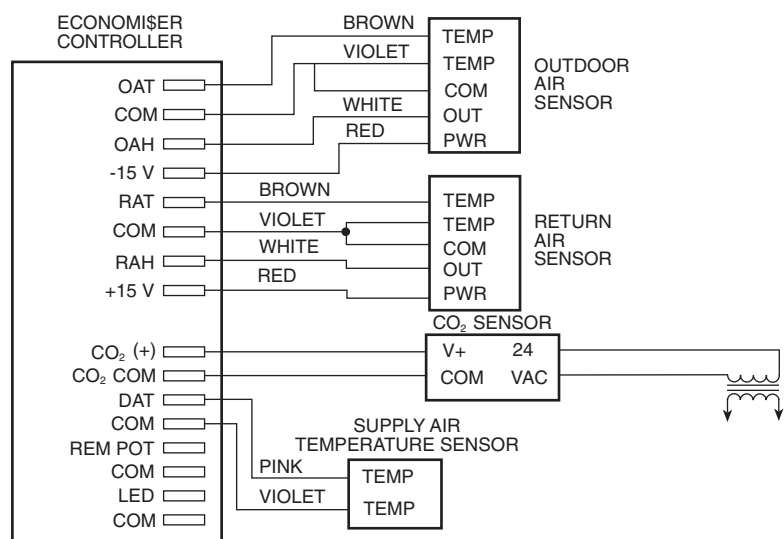 ECONOMI$ER
CONTROLLER
OAT
COM
OAH
-15 V
RAT
COM
RAH
+15 V
CO₂ (+)
CO₂ COM
DAT
COM
REM POT
COM
LED
COM
BROWN
VIOLET
WHITE
RED
TEMP
TEMP
COM
OUT
PWR
OUTDOOR
AIR
SENSOR
BROWN
VIOLET
WHITE
RED
TEMP
TEMP
COM
OUT
PWR
RETURN
AIR
SENSOR
CO₂ SENSOR
V+ 24
COM VAC
SUPPLY AIR
TEMPERATURE SENSOR
PINK
VIOLET
TEMP
TEMP